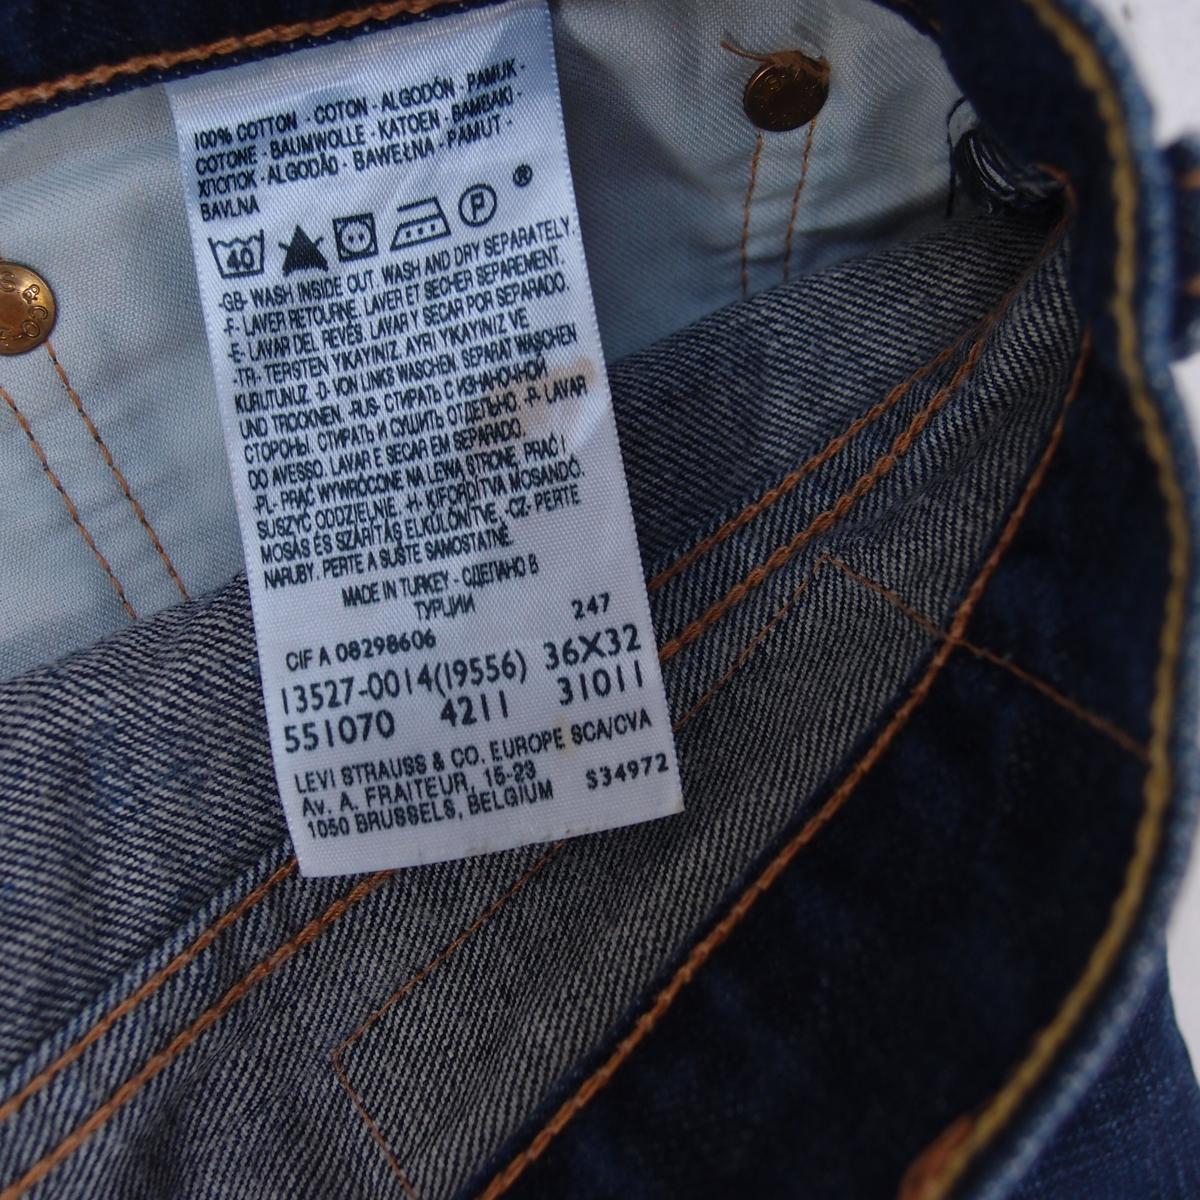 100% COTTON - COTON - ALGODÓN - PAMUK -
COTONE - BAUMWOLLE - KATOEN - BAMBAKI -
ХЛОПОК - ALGODÃO - BAWEŁNA - PAMUT -
BAVLNA
40 P ®
-GB- WASH INSIDE OUT. WASH AND DRY SEPARATELY.
-F- LAVER RETOURNE. LAVER ET SECHER SEPAREMENT.
-E- LAVAR DEL REVÉS. LAVAR Y SECAR POR SEPARADO.
-TR- TERSTEN YIKAYINIZ. AYRI YIKAYINIZ VE
KURUTUNUZ. -D- VON LINKS WASCHEN. SEPARAT WASCHEN
UND TROCKNEN. -RUS- СТИРАТЬ С ИЗНАНОЧНОЙ
СТОРОНЫ. СТИРАТЬ И СУШИТЬ ОТДЕЛЬНО. -P- LAVAR
DO AVESSO. LAVAR E SECAR EM SEPARADO.
-PL- PRAĆ WYWRÓCONE NA LEWĄ STRONĘ, PRAĆ I
SUSZYĆ ODDZIELNIE -H- KIFORDÍTVA MOSANDÓ.
MOSÁS ÉS SZÁRÍTÁS ELKÜLÖNÍTVE, -CZ- PERTE
NARUBY. PERTE A SUŠTE SAMOSTATNĚ.
MADE IN TURKEY - СДЕЛАНО В
ТУРЦИИ
247
CIF A 08298606
13527-0014(19556) 36X32
551070 4211 31011
LEVI STRAUSS & CO. EUROPE SCA/CVA
Av. A. FRAITEUR, 15-23
1050 BRUSSELS, BELGIUM S34972
S & CO